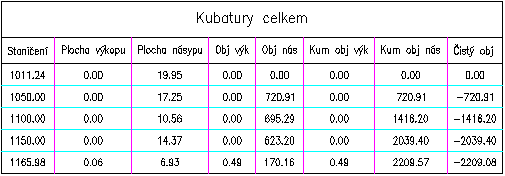 Kubatury celkem
Staničení Plocha výkopu Plocha násypu Obj výk Obj nás Kum obj výk Kum obj nás Čistý obj
1011.24 0.00 19.95 0.00 0.00 0.00 0.00 0.00
1050.00 0.00 17.25 0.00 720.91 0.00 720.91 -720.91
1100.00 0.00 10.56 0.00 695.29 0.00 1416.20 -1416.20
1150.00 0.00 14.37 0.00 623.20 0.00 2039.40 -2039.40
1165.98 0.06 6.93 0.49 170.16 0.49 2209.57 -2209.08